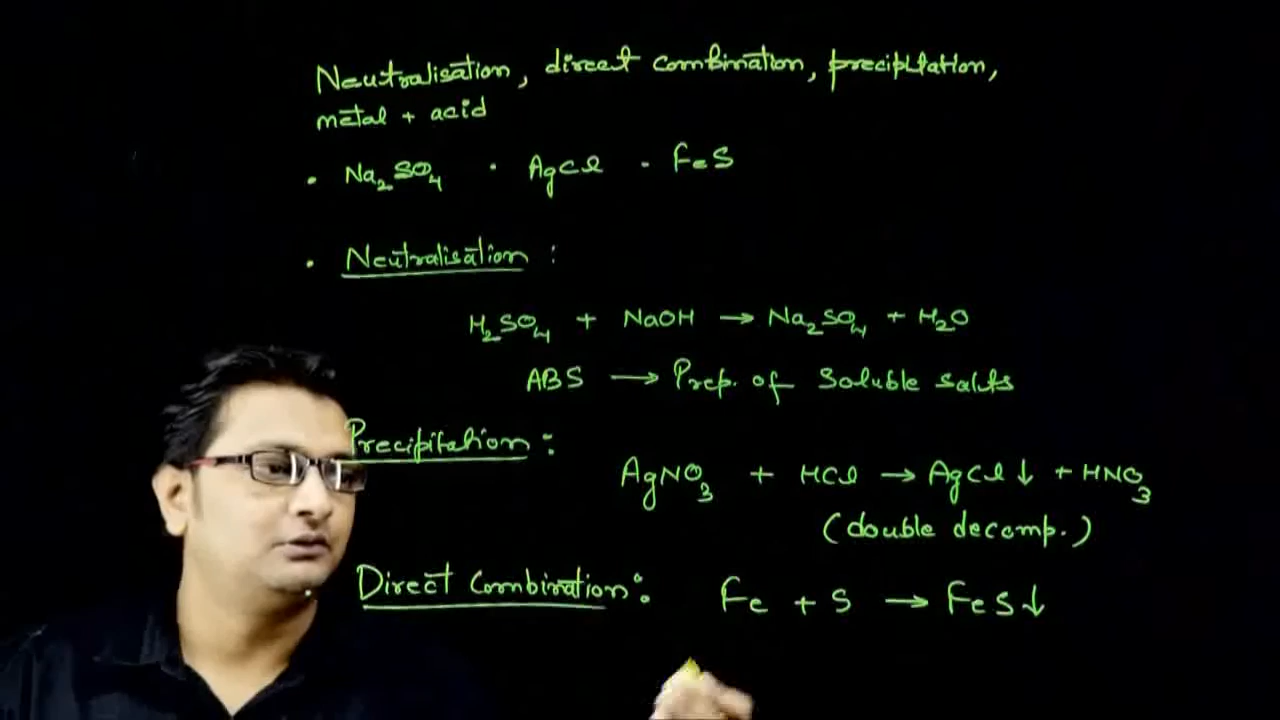 Neutralisation, direct combination, precipitation,
metal + acid
• Na₂SO₄ • AgCl • FeS
• Neutralisation :
H₂SO₄ + NaOH → Na₂SO₄ + H₂O
ABS → Prep. of Soluble salts
Precipitation :
AgNO₃ + HCl → AgCl ↓ + HNO₃
(double decomp.)
Direct Combination : Fe + S → FeS ↓